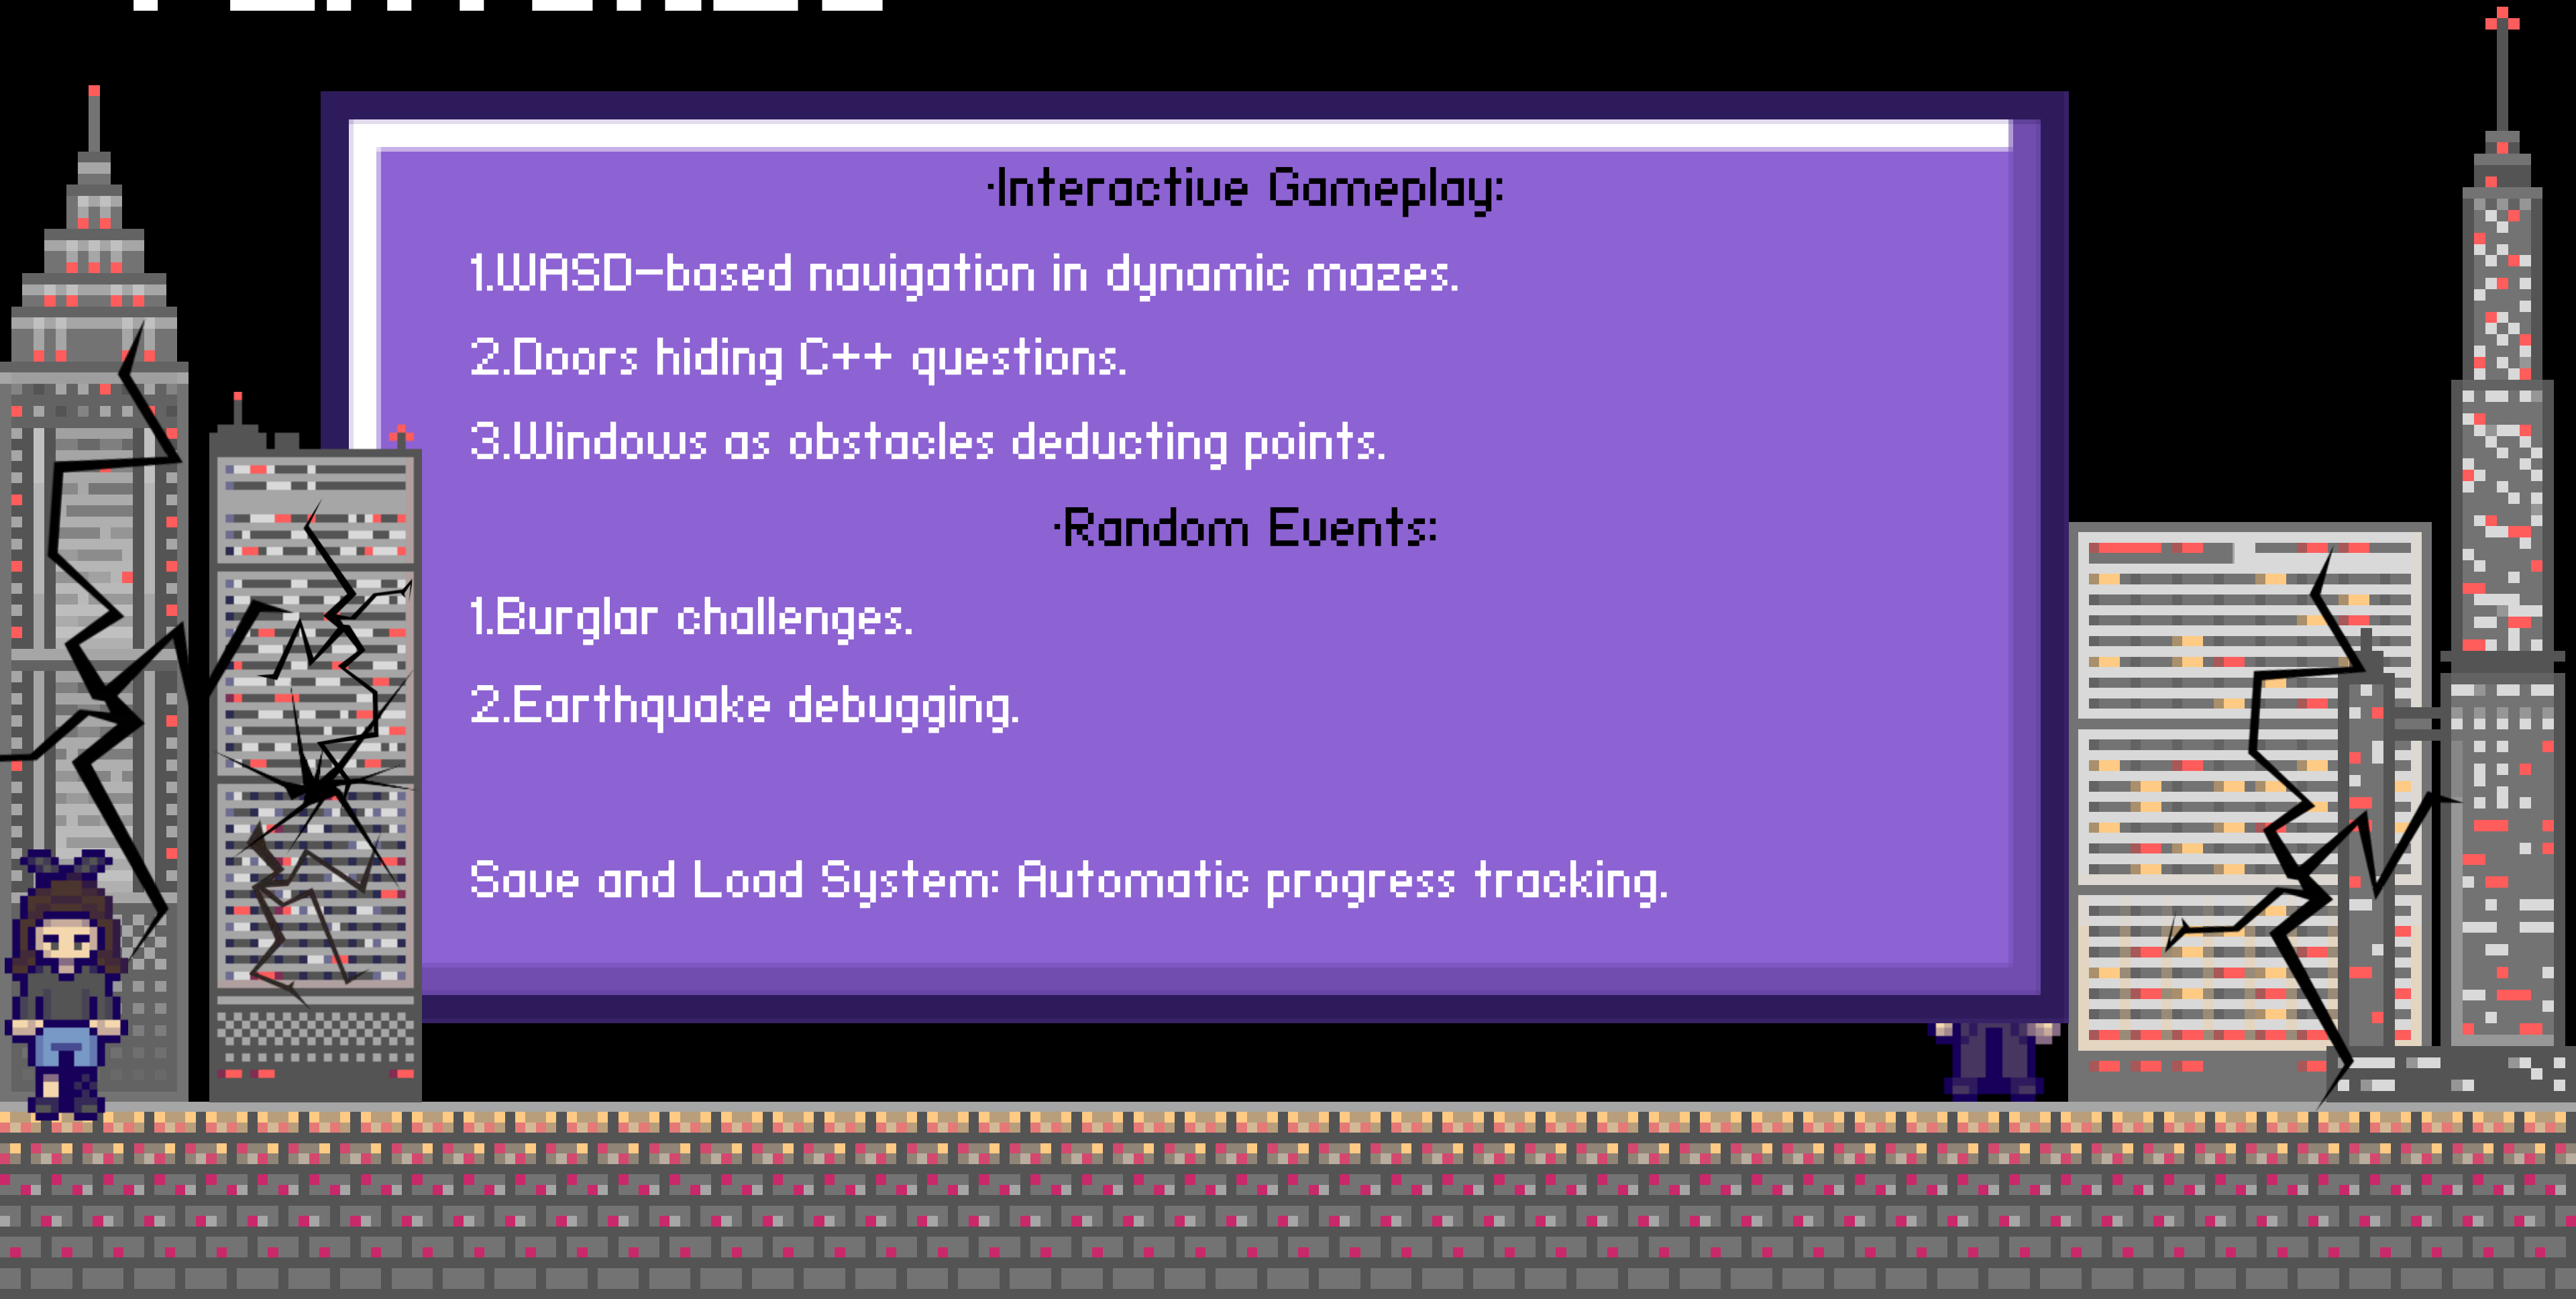 ·Interactive Gameplay:
1.WASD-based navigation in dynamic mazes.
2.Doors hiding C++ questions.
3.Windows as obstacles deducting points.
·Random Events:
1.Burglar challenges.
2.Earthquake debugging.
Save and Load System: Automatic progress tracking.